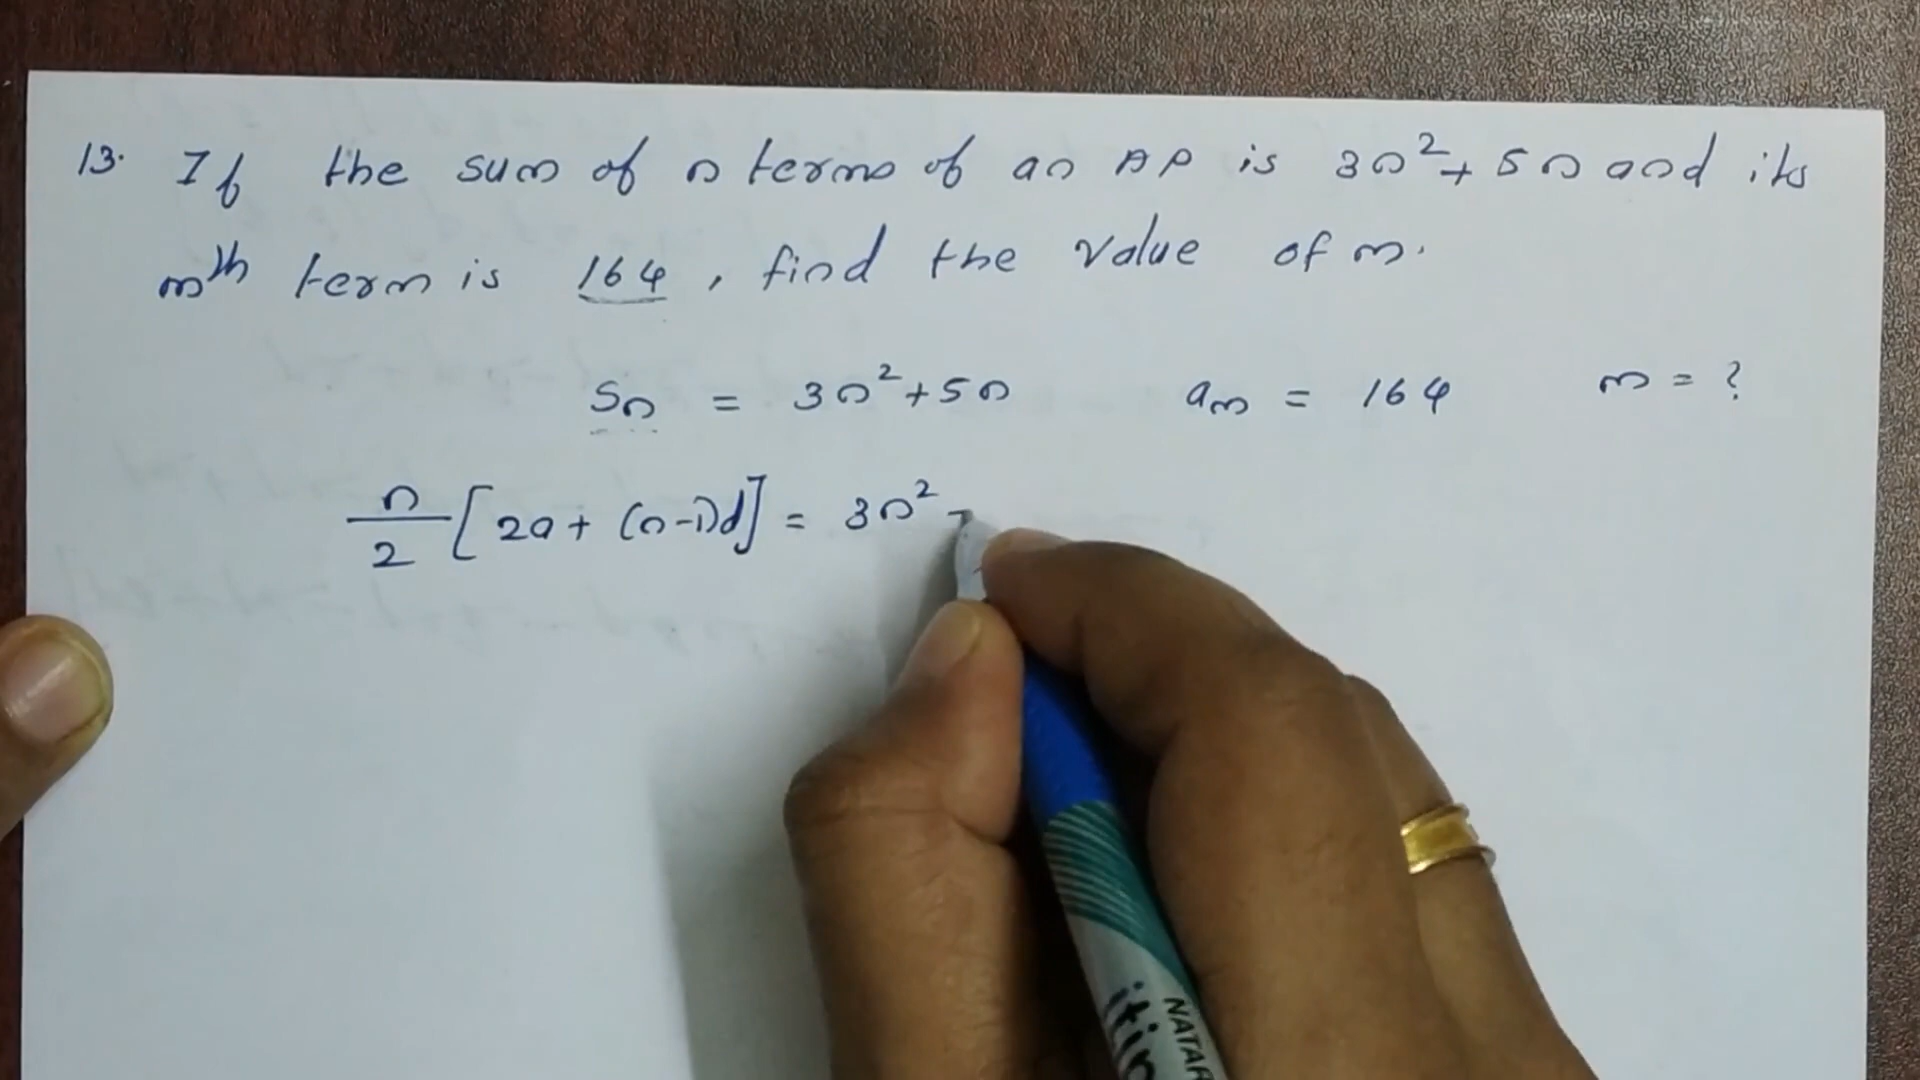 13. If the sum of n terms of an AP is 3n²+5n and its
mth term is 164, find the value of m.
Sn = 3n²+5n am = 164 m = ?
n/2 [2a + (n-1)d] = 3n²
NATAR